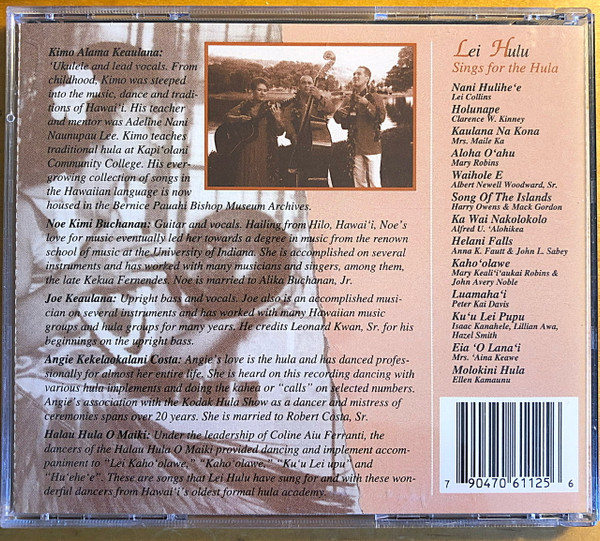 Kimo Alama Keaulana:
'Ukulele and lead vocals. From
childhood, Kimo was steeped
into the music, dance and tradi-
tions of Hawai'i. His teacher
and mentor was Adeline Nani
Naunupau Lee. Kimo teaches
traditional hula at Kapi'olani
Community College. His ever-
growing collection of songs in
the Hawaiian language is now
housed in the Bernice Pauahi Bishop Museum Archives.
Noe Kimi Buchanan: Guitar and vocals. Hailing from Hilo, Hawai'i, Noe's
love for music eventually led her towards a degree in music from the renown
school of music at the University of Indiana. She is accomplished on several
instruments and has worked with many musicians and singers, among them,
the late Kekua Fernendes. Noe is married to Alika Buchanan, Jr.
Joe Keaulana: Upright bass and vocals. Joe also is an accomplished musi-
cian on several instruments and has worked with many Hawaiian music
groups and hula groups for many years. He credits Leonard Kwan, Sr. for his
beginnings on the upright bass.
Angie Kekelaokalani Costa: Angie's love is the hula and has danced profes-
sionally for almost her entire life. She is heard on this recording dancing with
various hula implements and doing the kahea or "calls" on selected numbers.
Angie's association with the Kodak Hula Show as a dancer and mistress of
ceremonies spans over 20 years. She is married to Robert Costa, Sr.
Halau Hula O Maiki: Under the leadership of Coline Aiu Ferranti, the
dancers of the Halau Hula O Maiki provided dancing and implement accom-
paniment to "Lei Kaho'olawe," "Kaho'olawe," "Ku'u Lei upu" and
"Hu'ehe'e". These are songs that Lei Hulu have sung for and with these won-
derful dancers from Hawai'i's oldest formal hula academy.
Lei Hulu
Sings for the Hula
Nani Hulihe'e
Lei Collins
Holunape
Clarence W. Kinney
Kaulana Na Kona
Mrs. Maile Ka
Aloha O'ahu
Mary Robins
Waihole E
Albert Newell Woodward, Sr.
Song Of The Islands
Harry Owens & Mack Gordon
Ka Wai Nakolokolo
Alfred U. 'Alohikea
Helani Falls
Anna K. Fautt & John L. Sabey
Kaho'olawe
Mary Keali'i'aukai Robins &
John Avery Noble
Luamaha'i
Peter Kai Davis
Ku'u Lei Pupu
Isaac Kanahele, Lillian Awa,
Hazel Smith
Eia 'O Lana'i
Mrs. 'Aina Keawe
Molokini Hula
Ellen Kamaunu
7 90470 61125 6